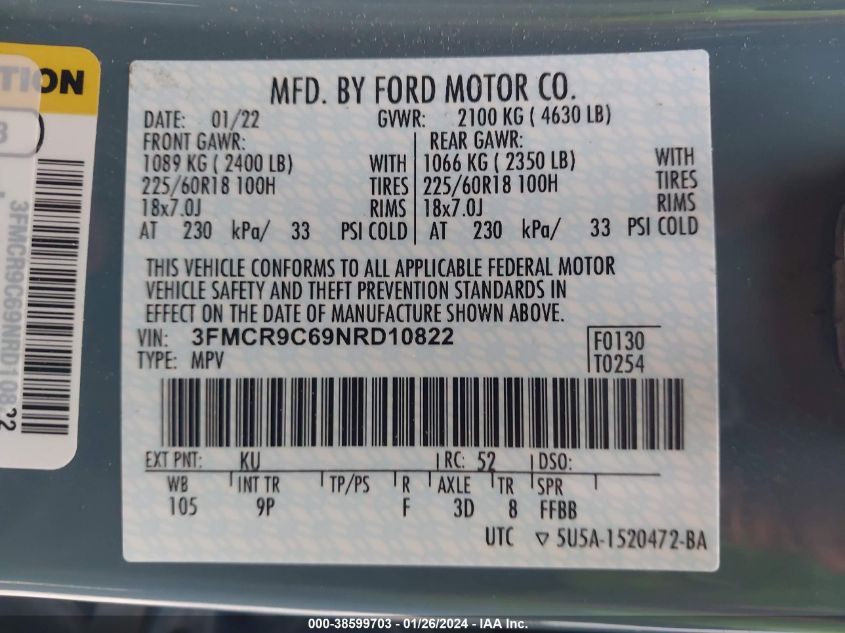 TION
3FMCR9C69NRD10822
MFD. BY FORD MOTOR CO.
DATE: 01/22 GVWR: 2100 KG ( 4630 LB)
FRONT GAWR: REAR GAWR:
1089 KG ( 2400 LB) WITH 1066 KG ( 2350 LB) WITH
225/60R18 100H TIRES 225/60R18 100H TIRES
18x7.0J RIMS 18x7.0J RIMS
AT 230 kPa/ 33 PSI COLD AT 230 kPa/ 33 PSI COLD
THIS VEHICLE CONFORMS TO ALL APPLICABLE FEDERAL MOTOR
VEHICLE SAFETY AND THEFT PREVENTION STANDARDS IN
EFFECT ON THE DATE OF MANUFACTURE SHOWN ABOVE.
VIN: 3FMCR9C69NRD10822 F0130
TYPE: MPV T0254
EXT PNT: KU RC: 52 DSO:
WB INT TR TP/PS R AXLE TR SPR
105 9P F 3D 8 FFBB
UTC ▽ 5U5A-1520472-BA
000-38599703 - 01/26/2024 - IAA Inc.